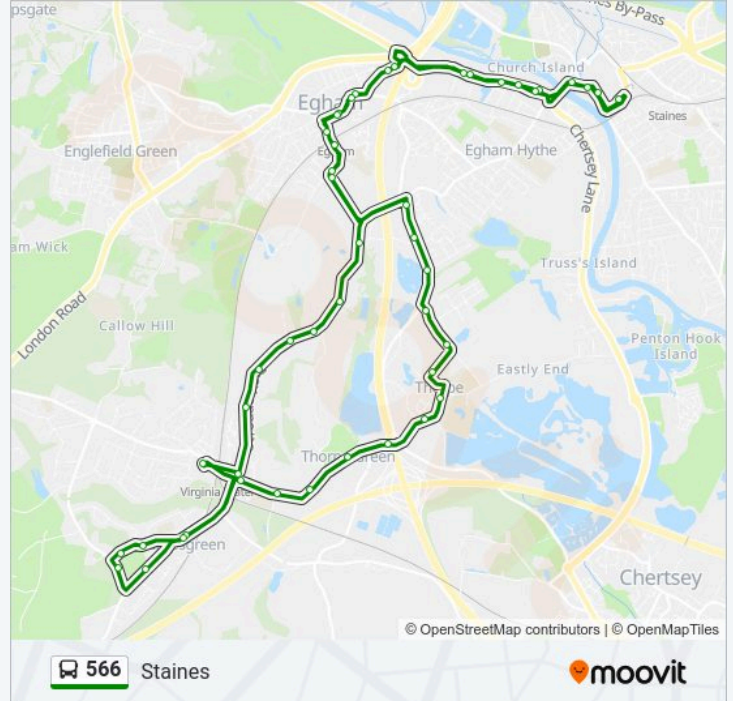 psgate
es By-Pass
Church Island
Egham
Staines
Englefield Green
Egham
Egham Hythe
Chertsey Lane
am Wick
Truss's Island
London Road
Callow Hill
Penton Hook
Island
Eastly End
Thorpe
Thorpe Green
Virginia Water
sgreen
Chertsey
© OpenStreetMap contributors | © OpenMapTiles
566 Staines
moovit